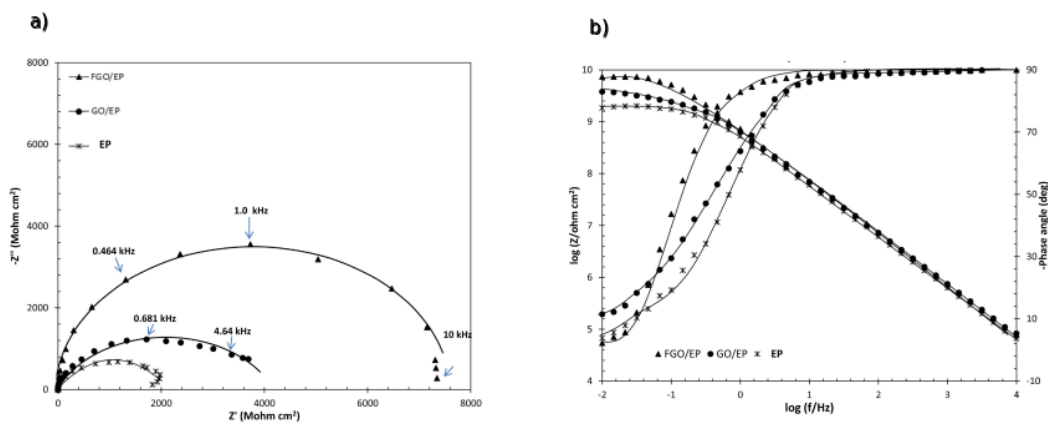 a)
8000
6000
4000
2000
0
-Z'' (Mohm cm²)
FGO/EP
GO/EP
EP
1.0 kHz
0.464 kHz
0.681 kHz
4.64 kHz
10 kHz
0 2000 4000 6000 8000
Z' (Mohm cm²)
b)
10
9
8
7
6
5
4
log (Z/ohm cm²)
90
70
50
30
10
-10
-Phase angle (deg)
FGO/EP GO/EP EP
-2 -1 0 1 2 3 4
log (f/Hz)